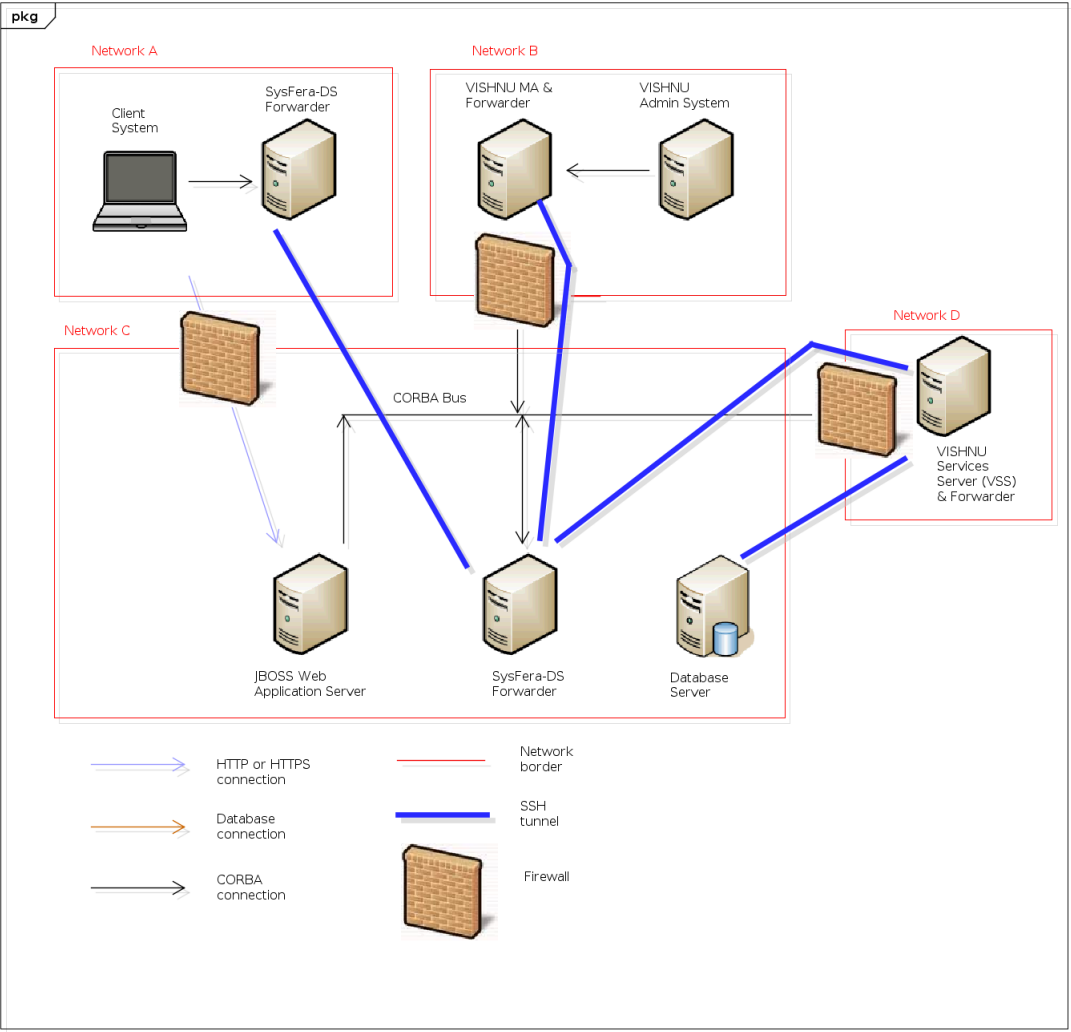 pkg
Network A
Network B
SysFera-DS
Forwarder
VISHNU MA &
Forwarder
VISHNU
Admin System
Client
System
Network D
Network C
CORBA Bus
VISHNU
Services
Server (VSS)
& Forwarder
JBOSS Web
Application Server
SysFera-DS
Forwarder
Database
Server
HTTP or HTTPS
connection
Network
border
Database
connection
SSH
tunnel
CORBA
connection
Firewall